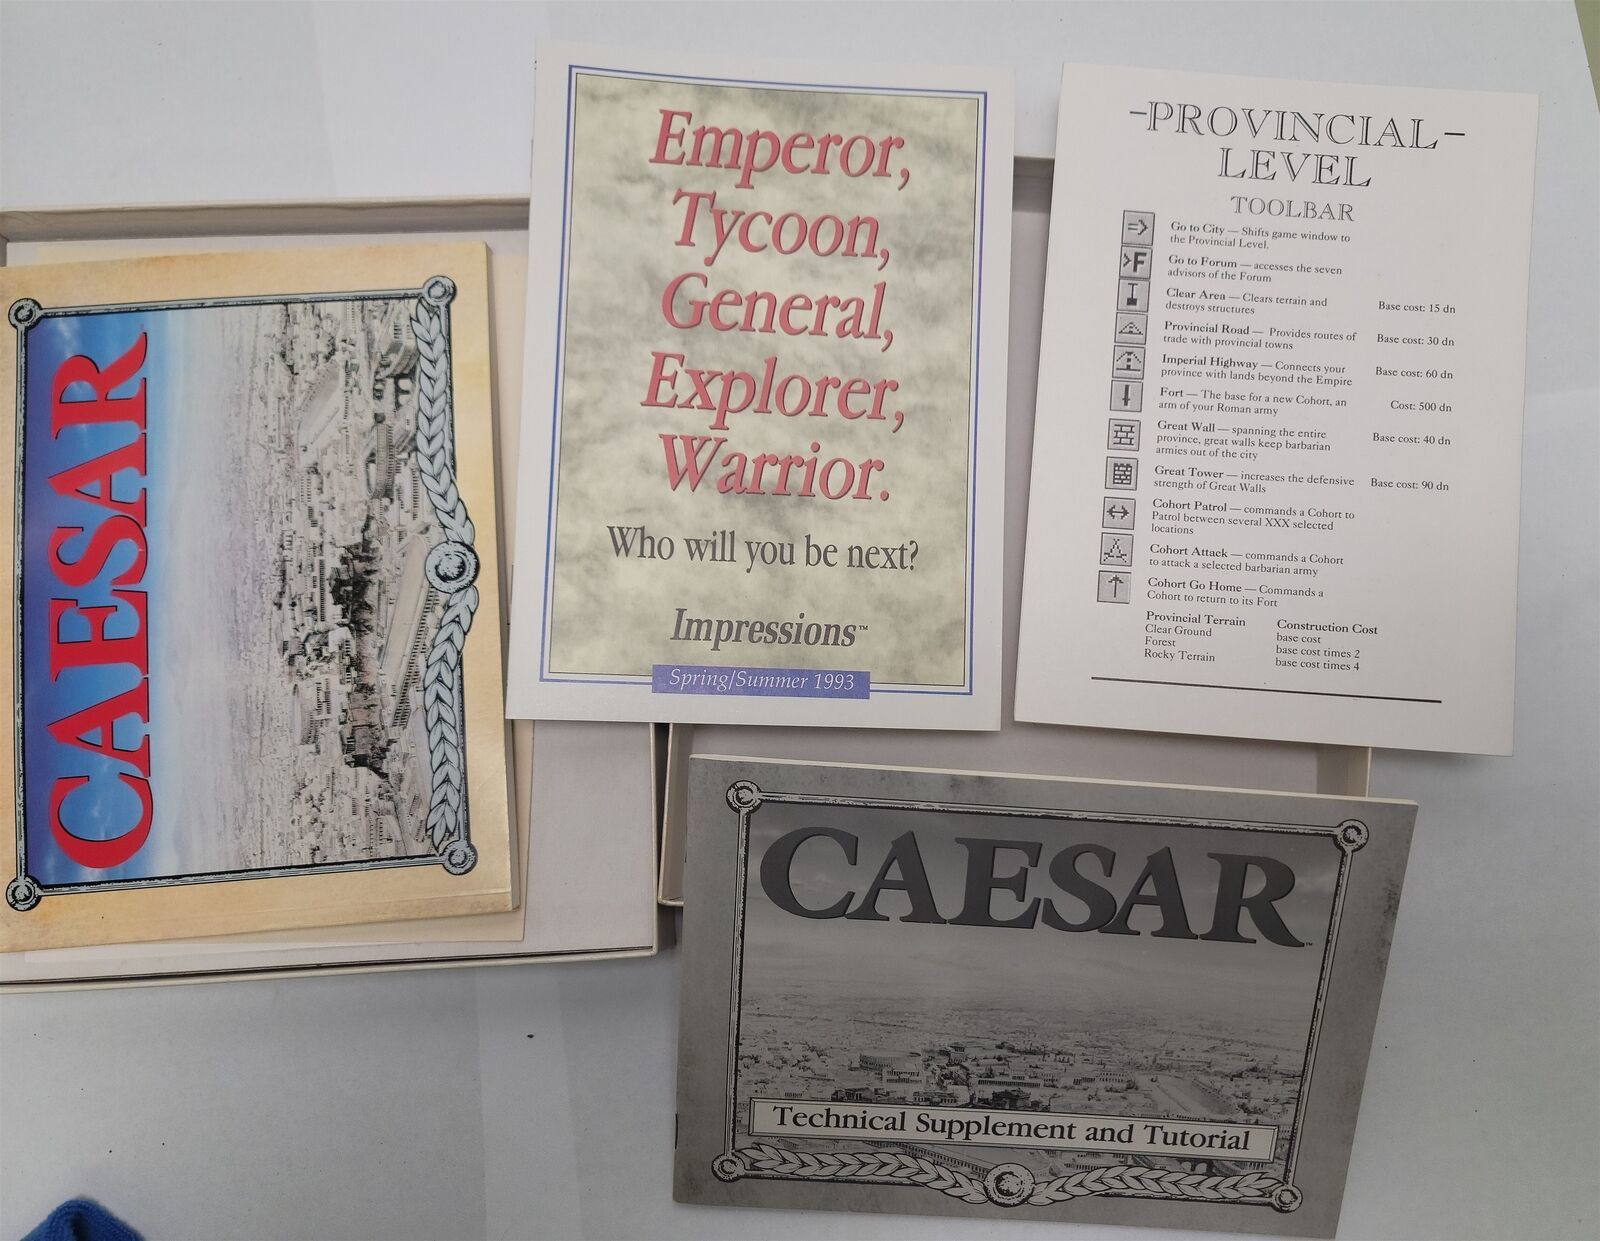 CAESAR
Emperor,
Tycoon,
General,
Explorer,
Warrior.
Who will you be next?
Impressions™
Spring/Summer 1993
-PROVINCIAL-
LEVEL
TOOLBAR
=>
Go to City — Shifts game window to
the Provincial Level.
>F
Go to Forum — accesses the seven
advisors of the Forum
Clear Area — Clears terrain and
destroys structures
Base cost: 15 dn
Provincial Road — Provides routes of
trade with provincial towns
Base cost: 30 dn
Imperial Highway — Connects your
province with lands beyond the Empire
Base cost: 60 dn
Fort — The base for a new Cohort, an
arm of your Roman army
Cost: 500 dn
Great Wall — spanning the entire
province, great walls keep barbarian
armies out of the city
Base cost: 40 dn
Great Tower — increases the defensive
strength of Great Walls
Base cost: 90 dn
Cohort Patrol — commands a Cohort to
Patrol between several XXX selected
locations
Cohort Attack — commands a Cohort
to attack a selected barbarian army
Cohort Go Home — Commands a
Cohort to return to its Fort
Provincial Terrain Construction Cost
Clear Ground base cost
Forest base cost times 2
Rocky Terrain base cost times 4
CAESAR™
Technical Supplement and Tutorial